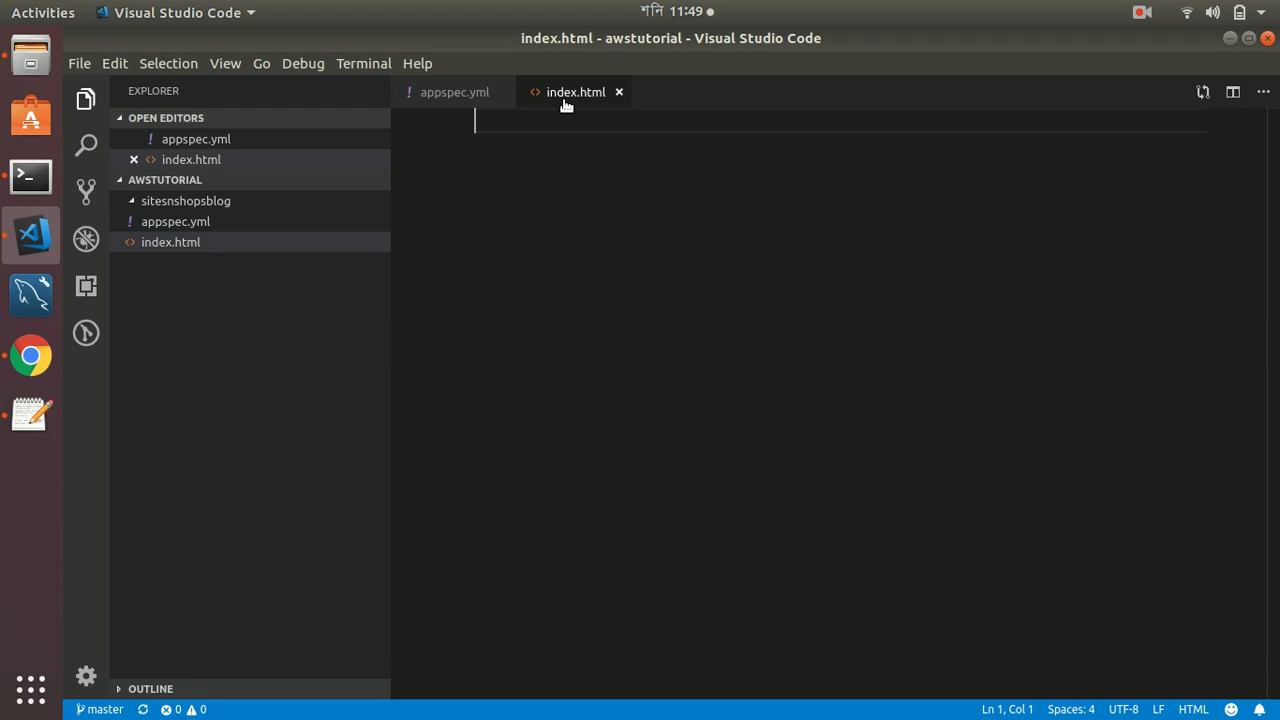 Activities Visual Studio Code শনি 11:49
index.html - awstutorial - Visual Studio Code
File Edit Selection View Go Debug Terminal Help
EXPLORER
appspec.yml index.html
OPEN EDITORS
appspec.yml
index.html
AWSTUTORIAL
sitesnshopsblog
appspec.yml
index.html
OUTLINE
master 0 0 Ln 1, Col 1 Spaces: 4 UTF-8 LF HTML